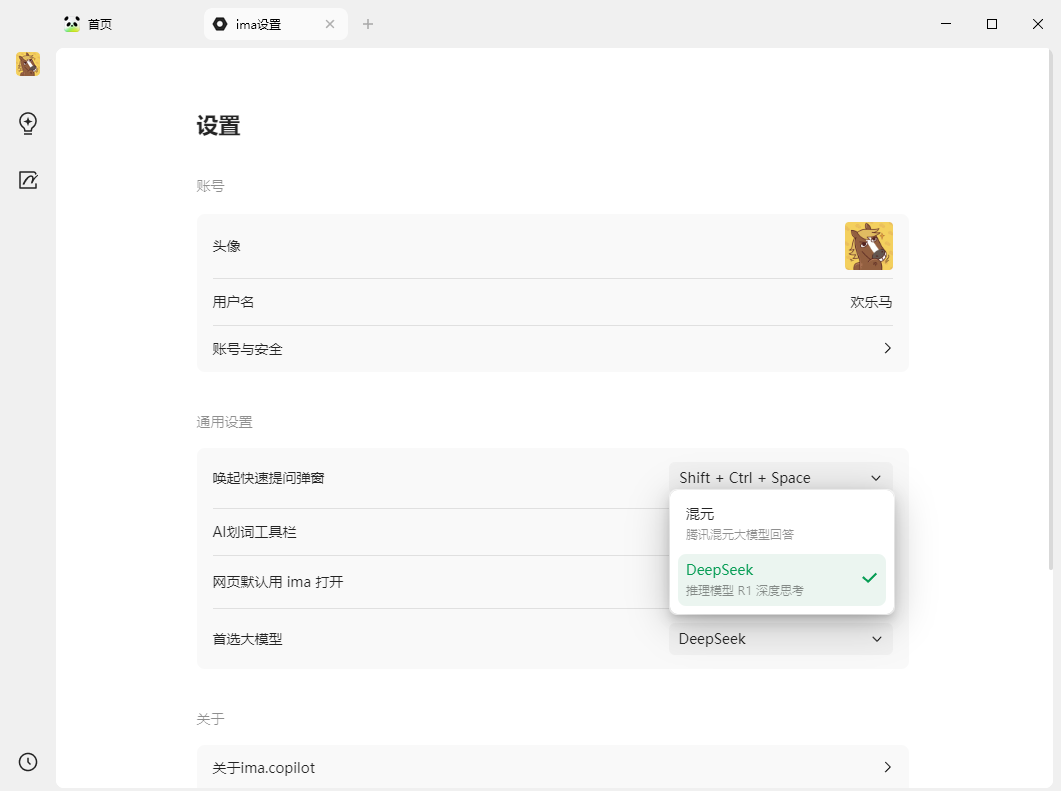 首页
ima设置
设置
账号
头像
用户名
欢乐马
账号与安全
通用设置
唤起快速提问弹窗
Shift + Ctrl + Space
混元
腾讯混元大模型回答
AI划词工具栏
DeepSeek
推理模型 R1 深度思考
网页默认用 ima 打开
首选大模型
DeepSeek
关于
关于ima.copilot